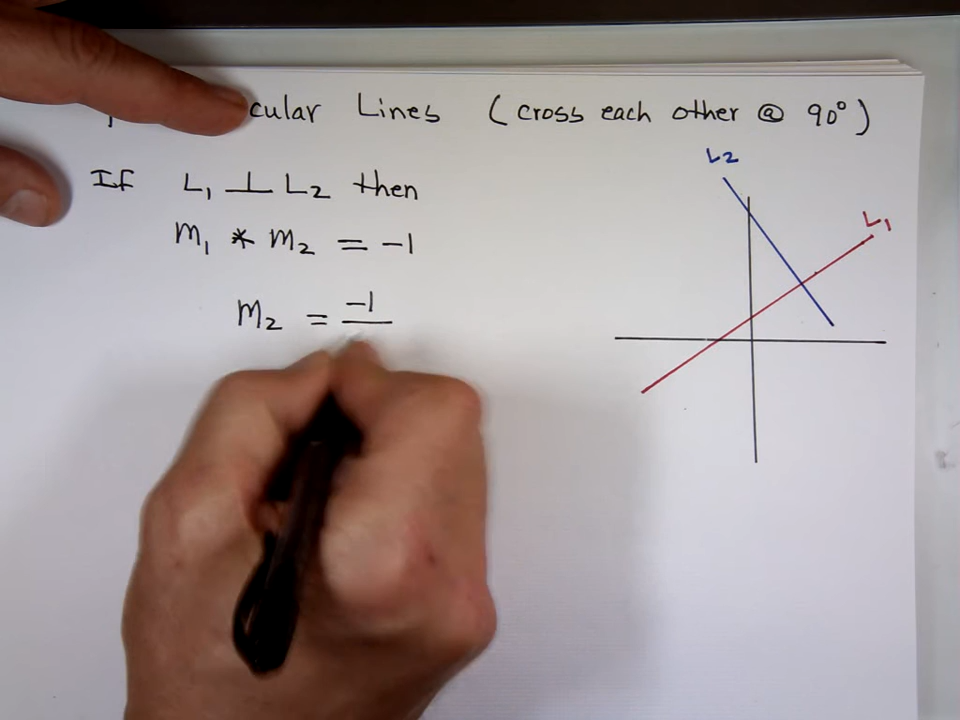 cular Lines (cross each other @ 90°)
If L₁ ⊥ L₂ then
m₁ * m₂ = -1
m₂ = -1/
L2
L₁